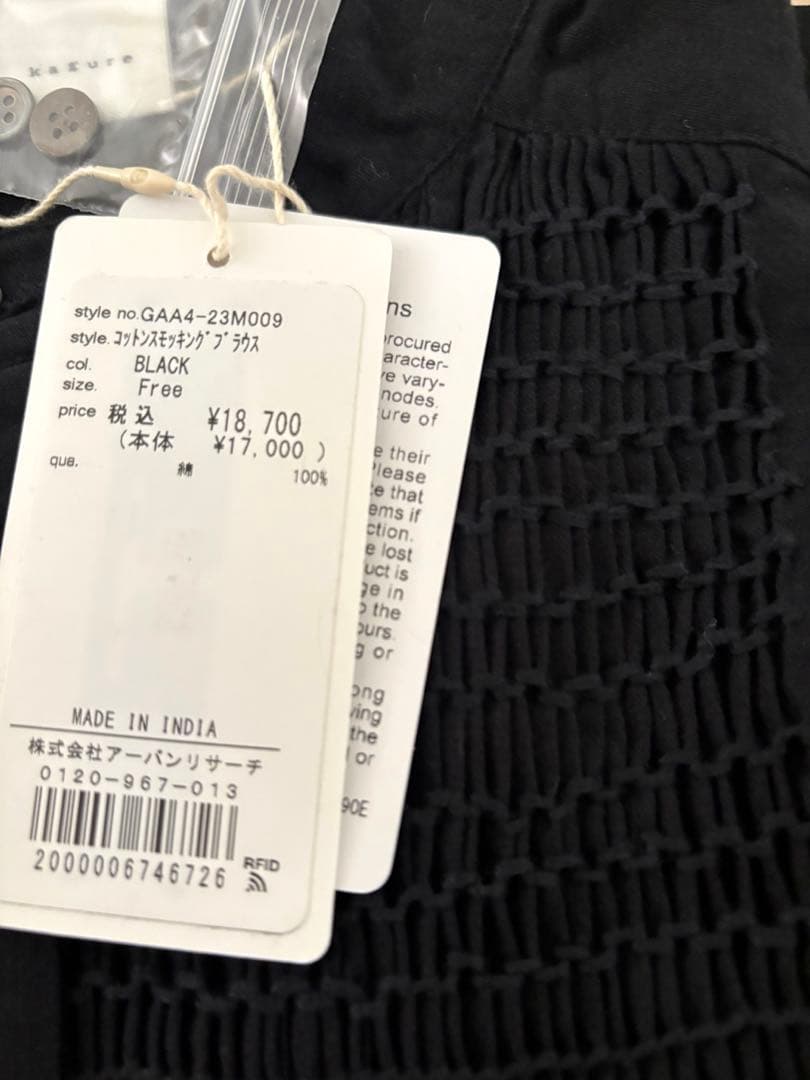 kafure
style no.GAA4-23M009
style.ｺｯﾄﾝｽﾓｯｷﾝｸﾞﾌﾞﾗｳｽ
col. BLACK
size. Free
price 税込 ¥18,700
(本体 ¥17,000 )
qua. 綿 100%
MADE IN INDIA
株式会社アーバンリサーチ
0120-967-013
2000006746726
RFID
ns
procured
aracter-
e vary-
nodes.
ure of
e their
Please
e that
ems if
ction.
e lost
uct is
ge in
o the
ours.
g or
ong
ving
the
or
90E